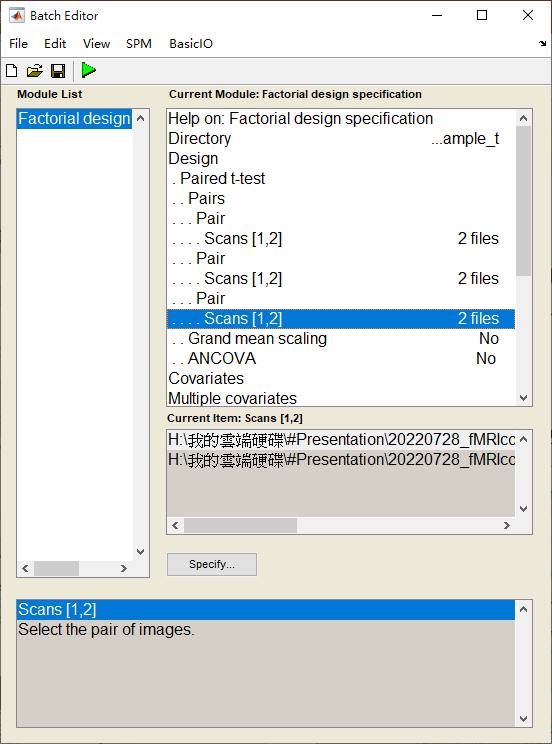 Batch Editor
File Edit View SPM BasicIO
Module List
Current Module: Factorial design specification
Factorial design
Help on: Factorial design specification
Directory ...ample_t
Design
. Paired t-test
. . Pairs
. . . Pair
. . . . Scans [1,2] 2 files
. . . Pair
. . . . Scans [1,2] 2 files
. . . Pair
. . . . Scans [1,2] 2 files
. . Grand mean scaling No
. . ANCOVA No
Covariates
Multiple covariates
Current Item: Scans [1,2]
H:\我的雲端硬碟\#Presentation\20220728_fMRIcc
H:\我的雲端硬碟\#Presentation\20220728_fMRIcc
Specify...
Scans [1,2]
Select the pair of images.